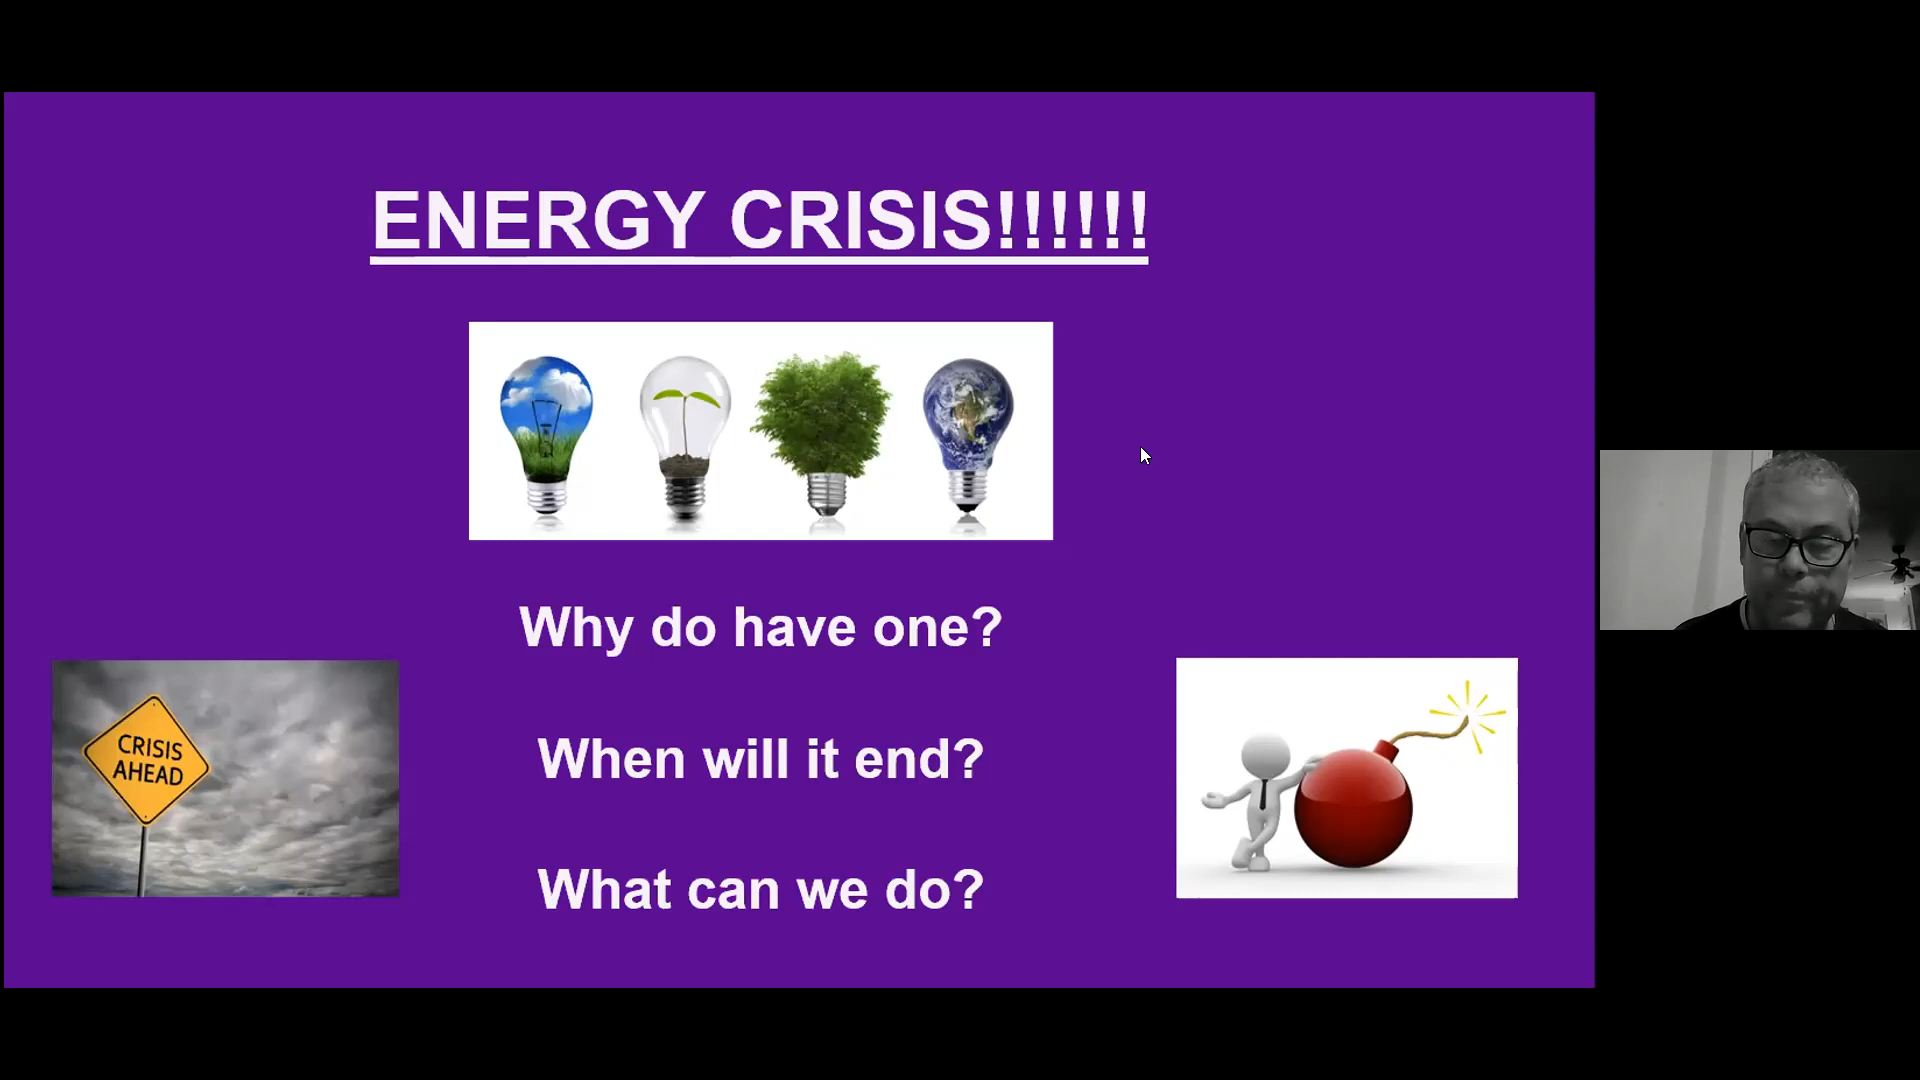 ENERGY CRISIS!!!!!!
Why do have one?
When will it end?
CRISIS
AHEAD
What can we do?